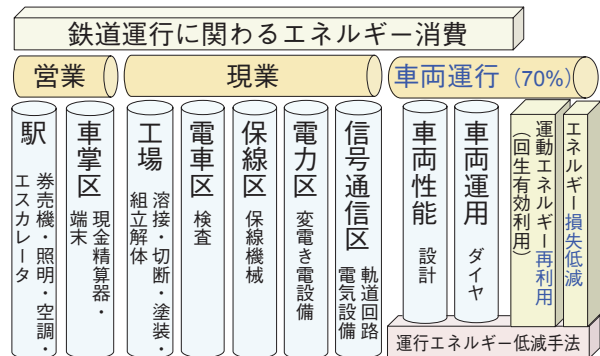 鉄道運行に関わるエネルギー消費
営業
現業
車両運行（70%）
駅
券売機・照明・空調・
エスカレータ
車掌区
現金精算器・
端末
工場
溶接・切断・塗装・
組立解体
電車区
検査
保線区
保線機械
電力区
変電き電設備
信号通信区
軌道回路
電気設備
車両性能
設計
車両運用
ダイヤ
運動エネルギー再利用
（回生有効利用）
エネルギー損失低減
運行エネルギー低減手法